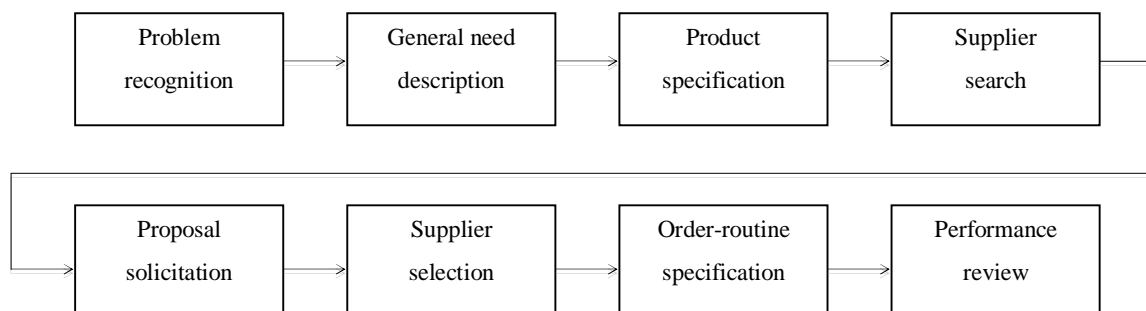 Problem
recognition
General need
description
Product
specification
Supplier
search
Proposal
solicitation
Supplier
selection
Order-routine
specification
Performance
review